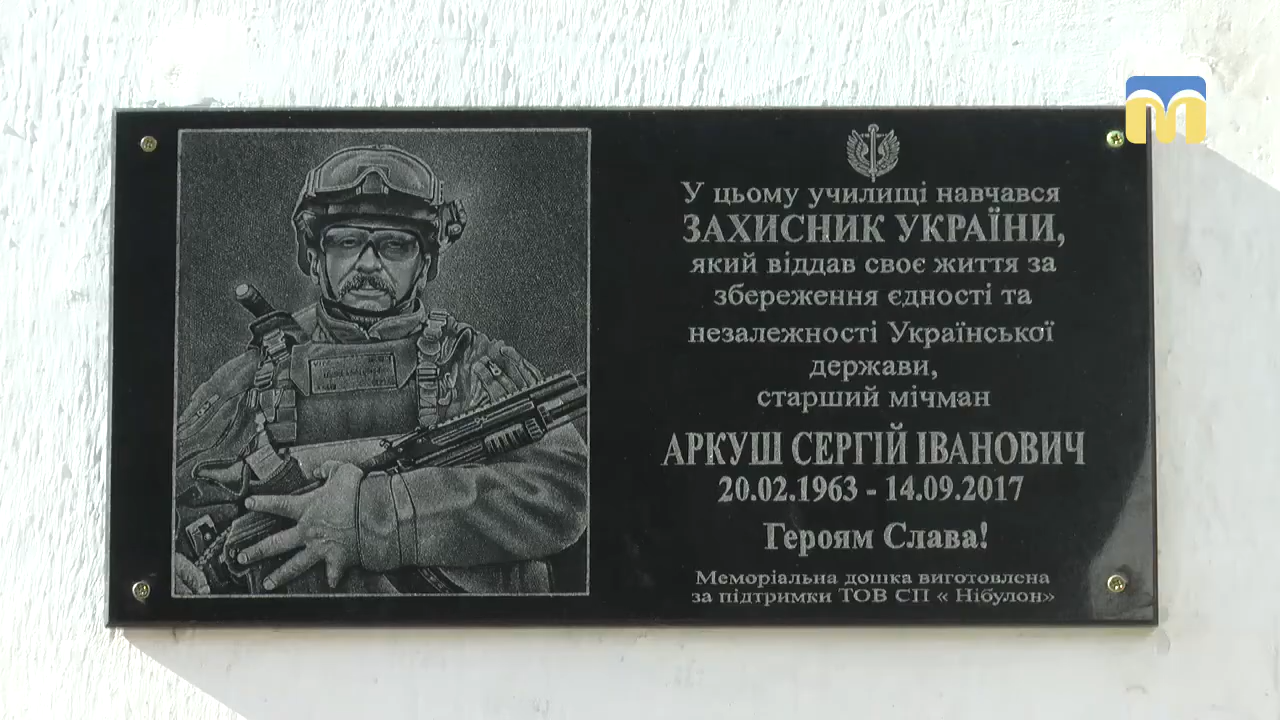 У цьому училищі навчався
ЗАХИСНИК УКРАЇНИ,
який віддав своє життя за
збереження єдності та
незалежності Української
держави,
старший мічман
АРКУШ СЕРГІЙ ІВАНОВИЧ
20.02.1963 - 14.09.2017
Героям Слава!
Меморіальна дошка виготовлена
за підтримки ТОВ СП « Нібулон»